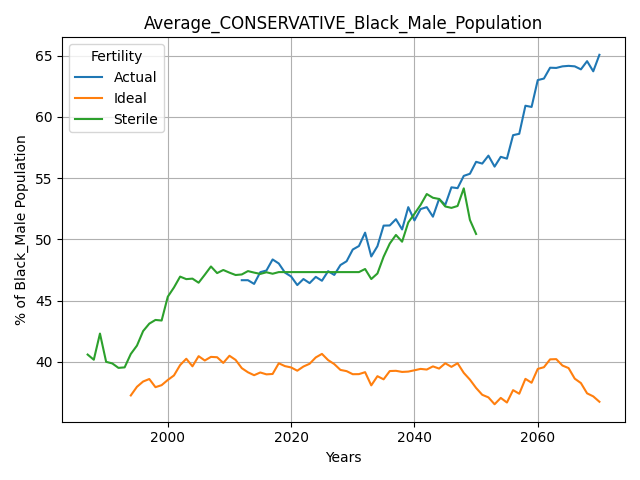 Average_CONSERVATIVE_Black_Male_Population
% of Black_Male Population
65
60
55
50
45
40
Fertility
Actual
Ideal
Sterile
2000
2020
2040
2060
Years